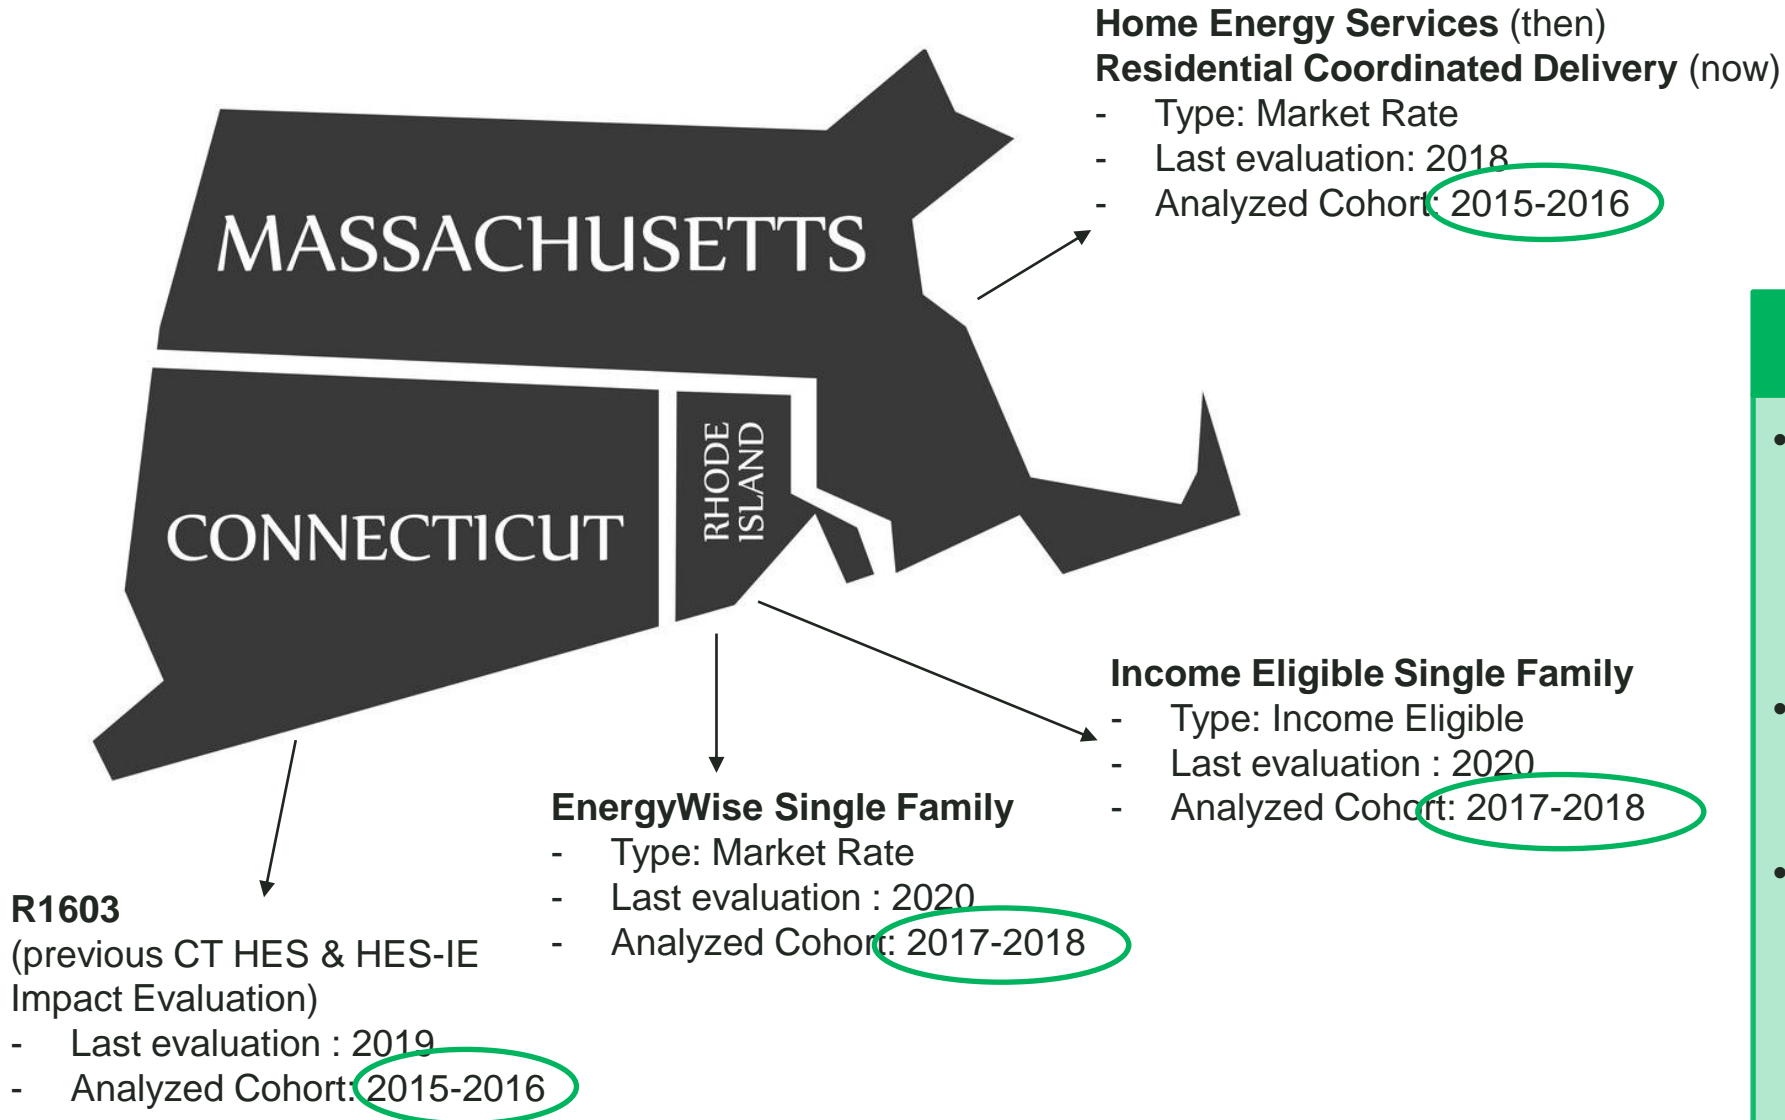 Home Energy Services (then)
Residential Coordinated Delivery (now)
- Type: Market Rate
- Last evaluation: 2018
- Analyzed Cohort: 2015-2016
MASSACHUSETTS
CONNECTICUT
RHODE
ISLAND
Income Eligible Single Family
- Type: Income Eligible
- Last evaluation : 2020
- Analyzed Cohort: 2017-2018
EnergyWise Single Family
- Type: Market Rate
- Last evaluation : 2020
- Analyzed Cohort: 2017-2018
R1603
(previous CT HES & HES-IE
Impact Evaluation)
- Last evaluation : 2019
- Analyzed Cohort: 2015-2016